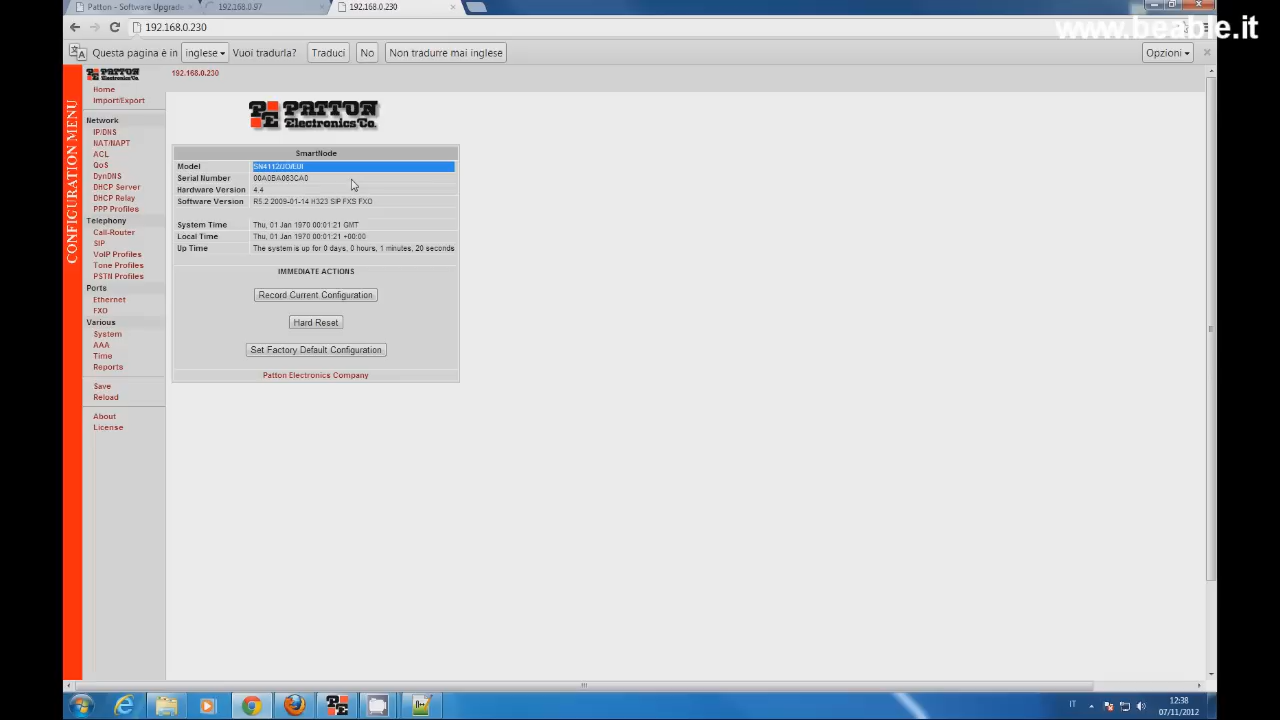 Patton - Software Upgrade
192.168.0.97
192.168.0.230
www.beable.it
192.168.0.230
Questa pagina è in inglese Vuoi tradurla? Traduci No Non tradurre mai inglese Opzioni
PATTON Electronics Co.
192.168.0.230
CONFIGURATION MENU
Home
Import/Export
Network
IP/DNS
NAT/NAPT
ACL
QoS
DynDNS
DHCP Server
DHCP Relay
PPP Profiles
Telephony
Call-Router
SIP
VoIP Profiles
Tone Profiles
PSTN Profiles
Ports
Ethernet
FXO
Various
System
AAA
Time
Reports
Save
Reload
About
License
PATTON
Electronics Co.
SmartNode
Model SN4112/JO/EUI
Serial Number 00A0BA083CA0
Hardware Version 4.4
Software Version R5.2 2009-01-14 H323 SIP FXS FXO
System Time Thu, 01 Jan 1970 00:01:21 GMT
Local Time Thu, 01 Jan 1970 00:01:21 +00:00
Up Time The system is up for 0 days, 0 hours, 1 minutes, 20 seconds
IMMEDIATE ACTIONS
Record Current Configuration
Hard Reset
Set Factory Default Configuration
Patton Electronics Company
IT
12:38
07/11/2012